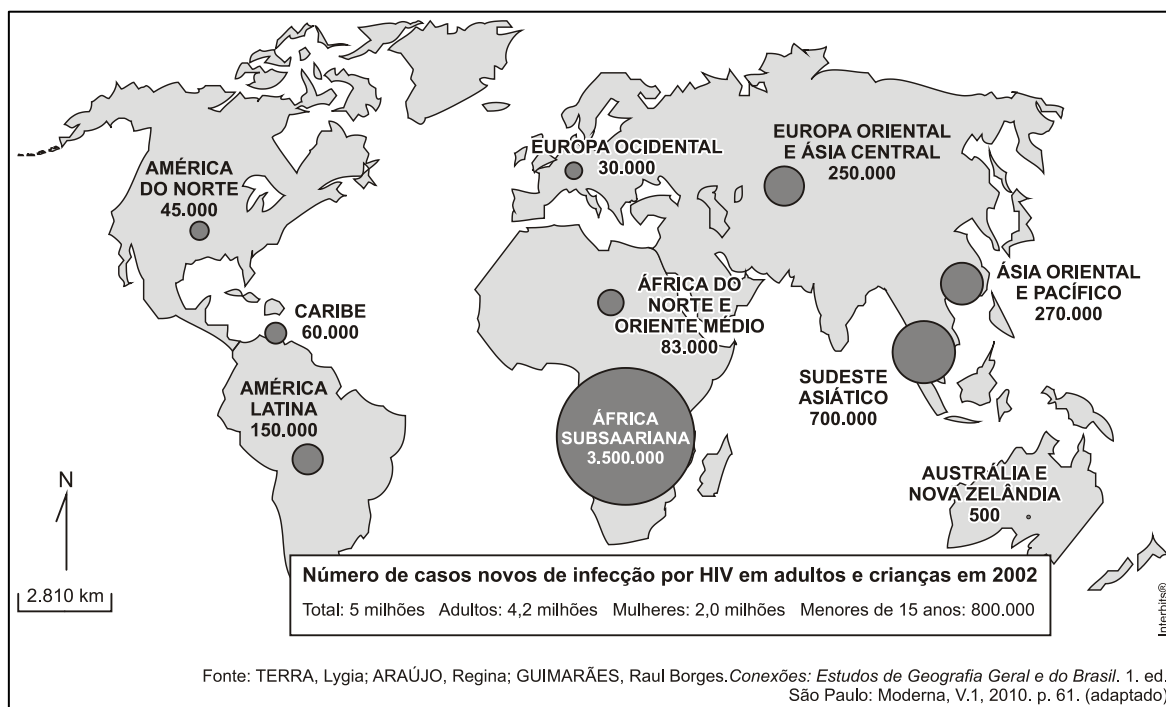 AMÉRICA
DO NORTE
45.000
EUROPA OCIDENTAL
30.000
EUROPA ORIENTAL
E ÁSIA CENTRAL
250.000
CARIBE
60.000
ÁFRICA DO
NORTE E
ORIENTE MÉDIO
83.000
ÁSIA ORIENTAL
E PACÍFICO
270.000
AMÉRICA
LATINA
150.000
ÁFRICA
SUBSAARIANA
3.500.000
SUDESTE
ASIÁTICO
700.000
AUSTRÁLIA E
NOVA ZELÂNDIA
500
N
2.810 km
Número de casos novos de infecção por HIV em adultos e crianças em 2002
Total: 5 milhões Adultos: 4,2 milhões Mulheres: 2,0 milhões Menores de 15 anos: 800.000
Interbits®
Fonte: TERRA, Lygia; ARAÚJO, Regina; GUIMARÃES, Raul Borges. Conexões: Estudos de Geografia Geral e do Brasil. 1. ed.
São Paulo: Moderna, V.1, 2010. p. 61. (adaptado)